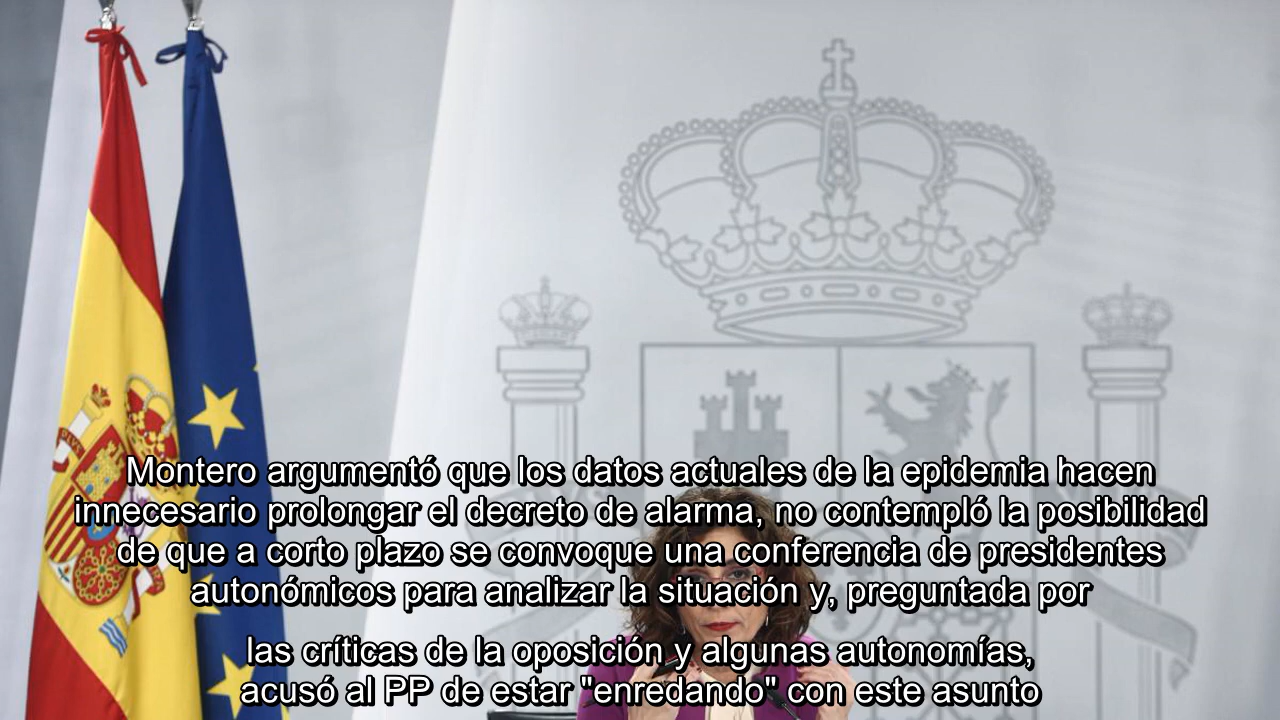 Montero argumentó que los datos actuales de la epidemia hacen
innecesario prolongar el decreto de alarma, no contempló la posibilidad
de que a corto plazo se convoque una conferencia de presidentes
autonómicos para analizar la situación y, preguntada por
las críticas de la oposición y algunas autonomías,
acusó al PP de estar "enredando" con este asunto